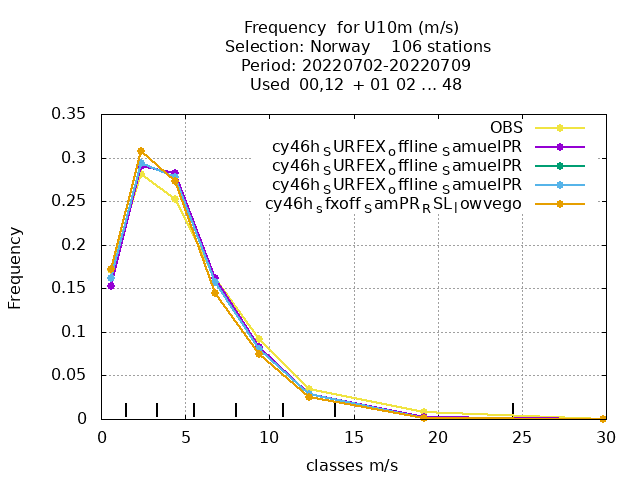 Frequency for U10m (m/s)
Selection: Norway 106 stations
Period: 20220702-20220709
Used 00,12 + 01 02 ... 48
0.35
0.3
0.25
0.2
0.15
0.1
0.05
0
Frequency
OBS
cy46h_SURFEX_offline_SamuelPR
cy46h_SURFEX_offline_SamuelPR
cy46h_SURFEX_offline_SamuelPR
cy46h_sfxoff_SamPR_RSL_lowvego
0 5 10 15 20 25 30
classes m/s